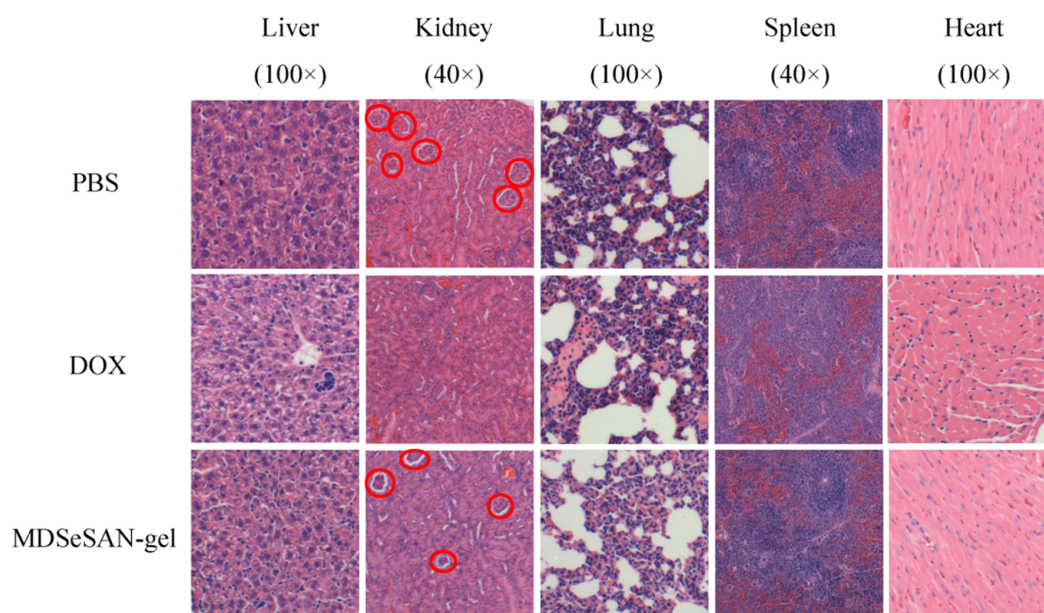 Liver Kidney Lung Spleen Heart
(100×) (40×) (100×) (40×) (100×)
PBS
DOX
MDSeSAN-gel